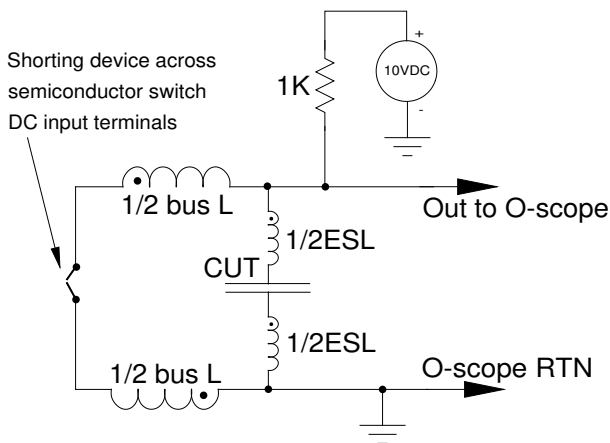 Shorting device across
semiconductor switch
DC input terminals
1K
+
10VDC
-
1/2 bus L
Out to O-scope
1/2ESL
CUT
1/2ESL
1/2 bus L
O-scope RTN